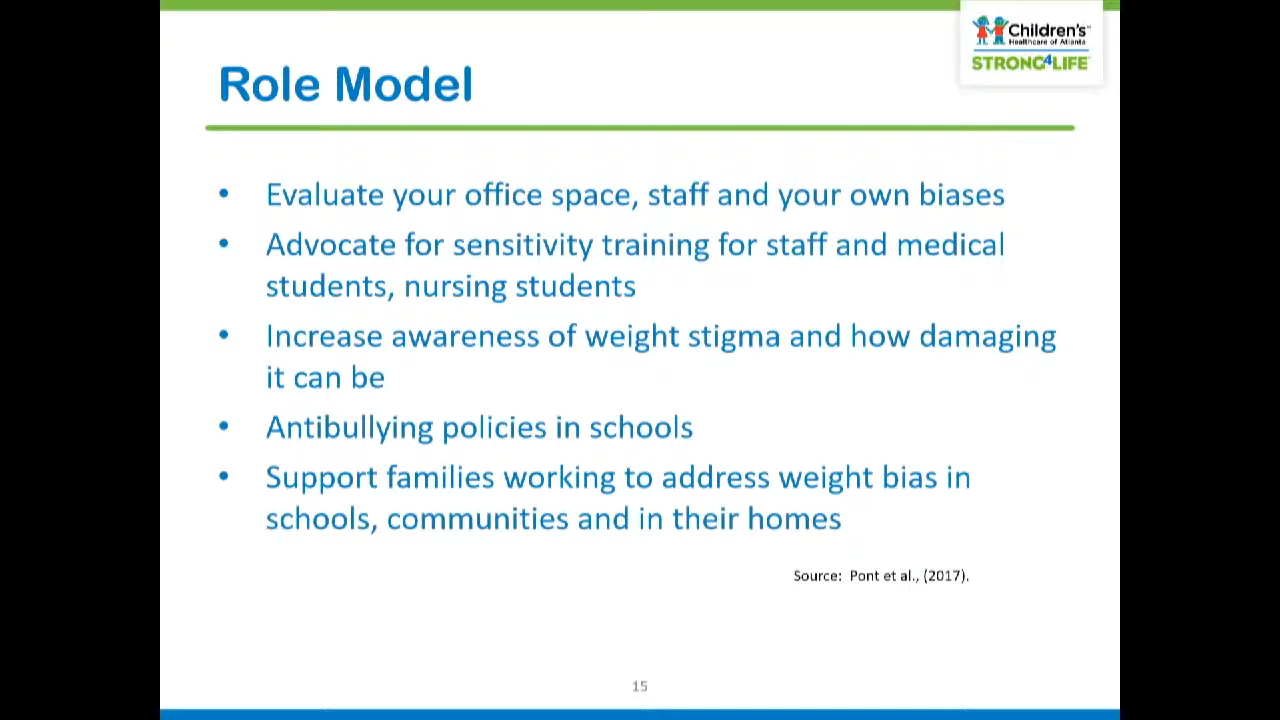 Children's
Healthcare of Atlanta
STRONG4LIFE
Role Model
• Evaluate your office space, staff and your own biases
• Advocate for sensitivity training for staff and medical
students, nursing students
• Increase awareness of weight stigma and how damaging
it can be
• Antibullying policies in schools
• Support families working to address weight bias in
schools, communities and in their homes
Source: Pont et al., (2017).
15